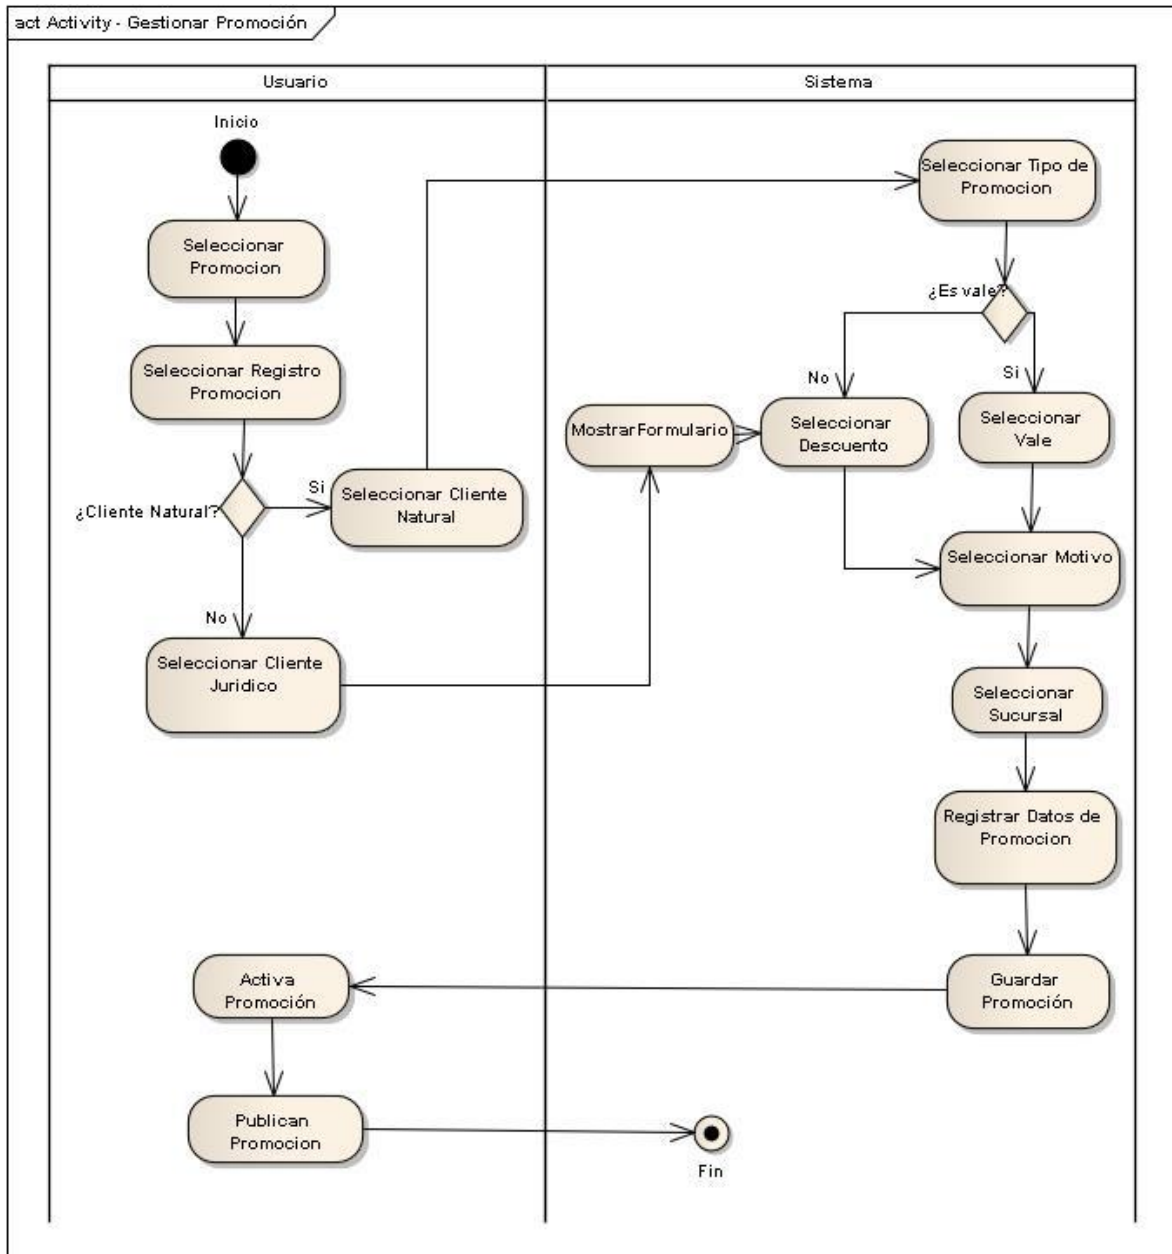 act Activity - Gestionar Promoción
Usuario
Sistema
Inicio
Seleccionar Tipo de
Promocion
Seleccionar
Promocion
¿Es vale?
Seleccionar Registro
Promocion
No
Si
MostrarFormulario
Seleccionar
Descuento
Seleccionar
Vale
¿Cliente Natural?
Si
Seleccionar Cliente
Natural
Seleccionar Motivo
No
Seleccionar Cliente
Juridico
Seleccionar
Sucursal
Registrar Datos de
Promocion
Activa
Promoción
Guardar
Promoción
Publican
Promocion
Fin